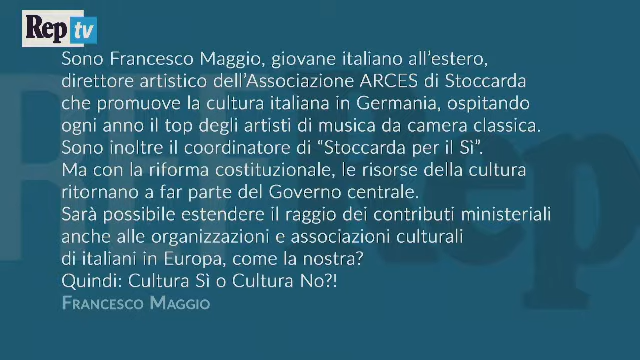 Rep tv
Sono Francesco Maggio, giovane italiano all'estero,
direttore artistico dell'Associazione ARCES di Stoccarda
che promuove la cultura italiana in Germania, ospitando
ogni anno il top degli artisti di musica da camera classica.
Sono inoltre il coordinatore di “Stoccarda per il Sì”.
Ma con la riforma costituzionale, le risorse della cultura
ritornano a far parte del Governo centrale.
Sarà possibile estendere il raggio dei contributi ministeriali
anche alle organizzazioni e associazioni culturali
di italiani in Europa, come la nostra?
Quindi: Cultura Sì o Cultura No?!
Francesco Maggio
Rep